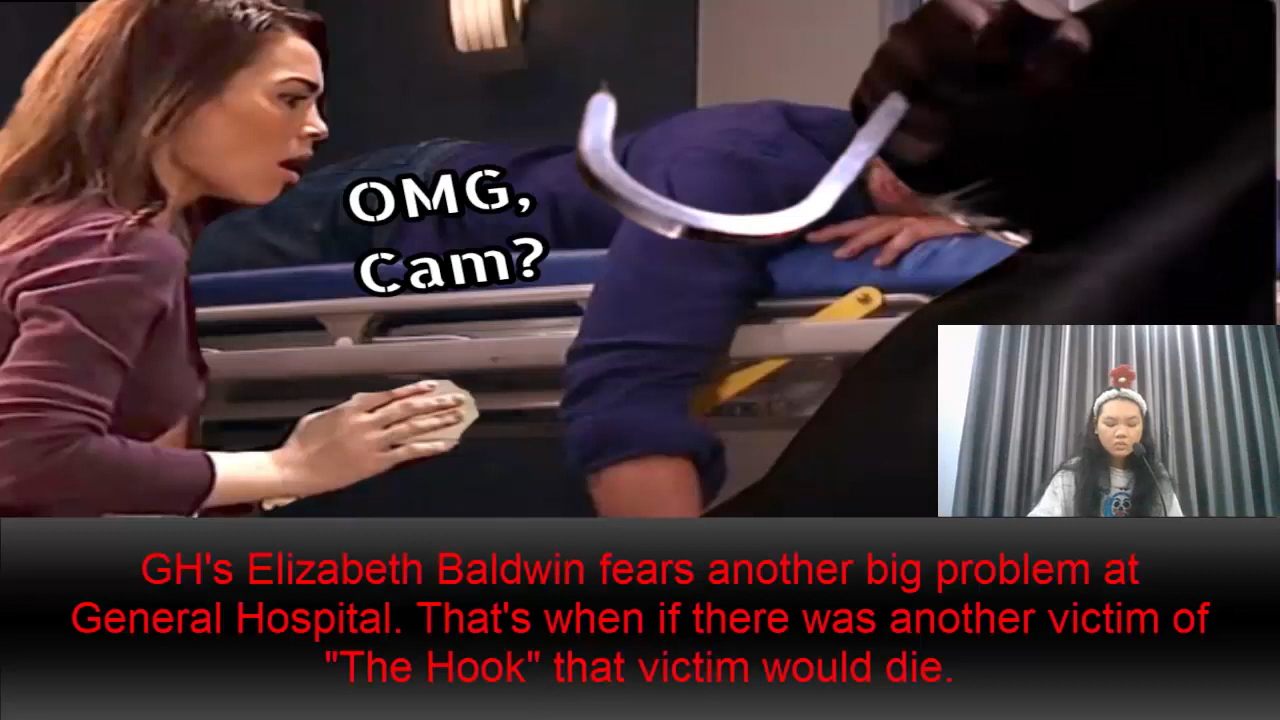 OMG,
Cam?
GH's Elizabeth Baldwin fears another big problem at
General Hospital. That's when if there was another victim of
"The Hook" that victim would die.